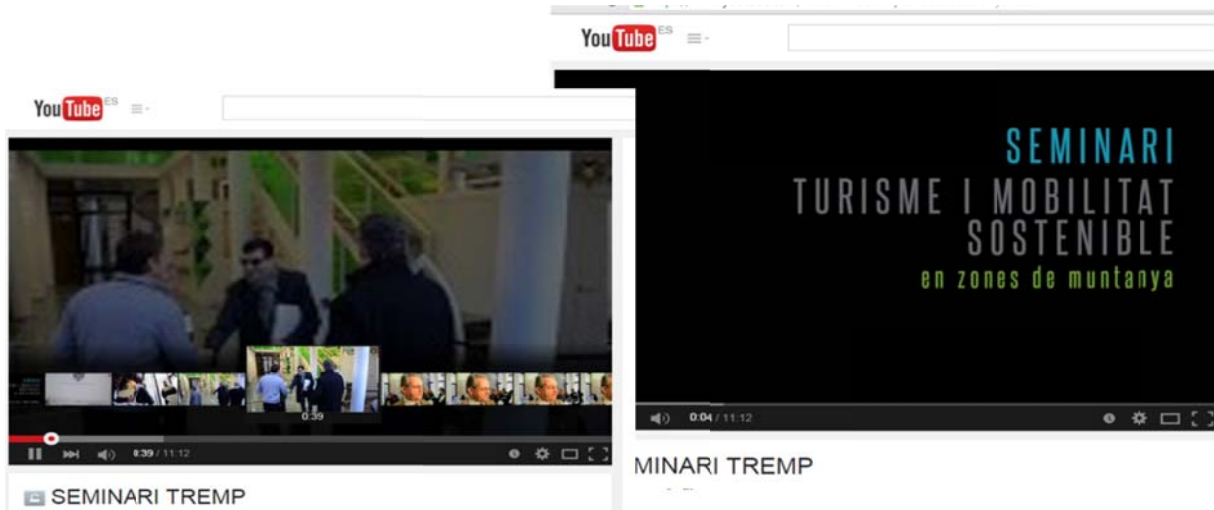 YouTube ES
0:39
0:39 / 11:12
SEMINARI TREMP
YouTube ES
SEMINARI
TURISME I MOBILITAT
SOSTENIBLE
en zones de muntanya
0:04 / 11:12
MINARI TREMP